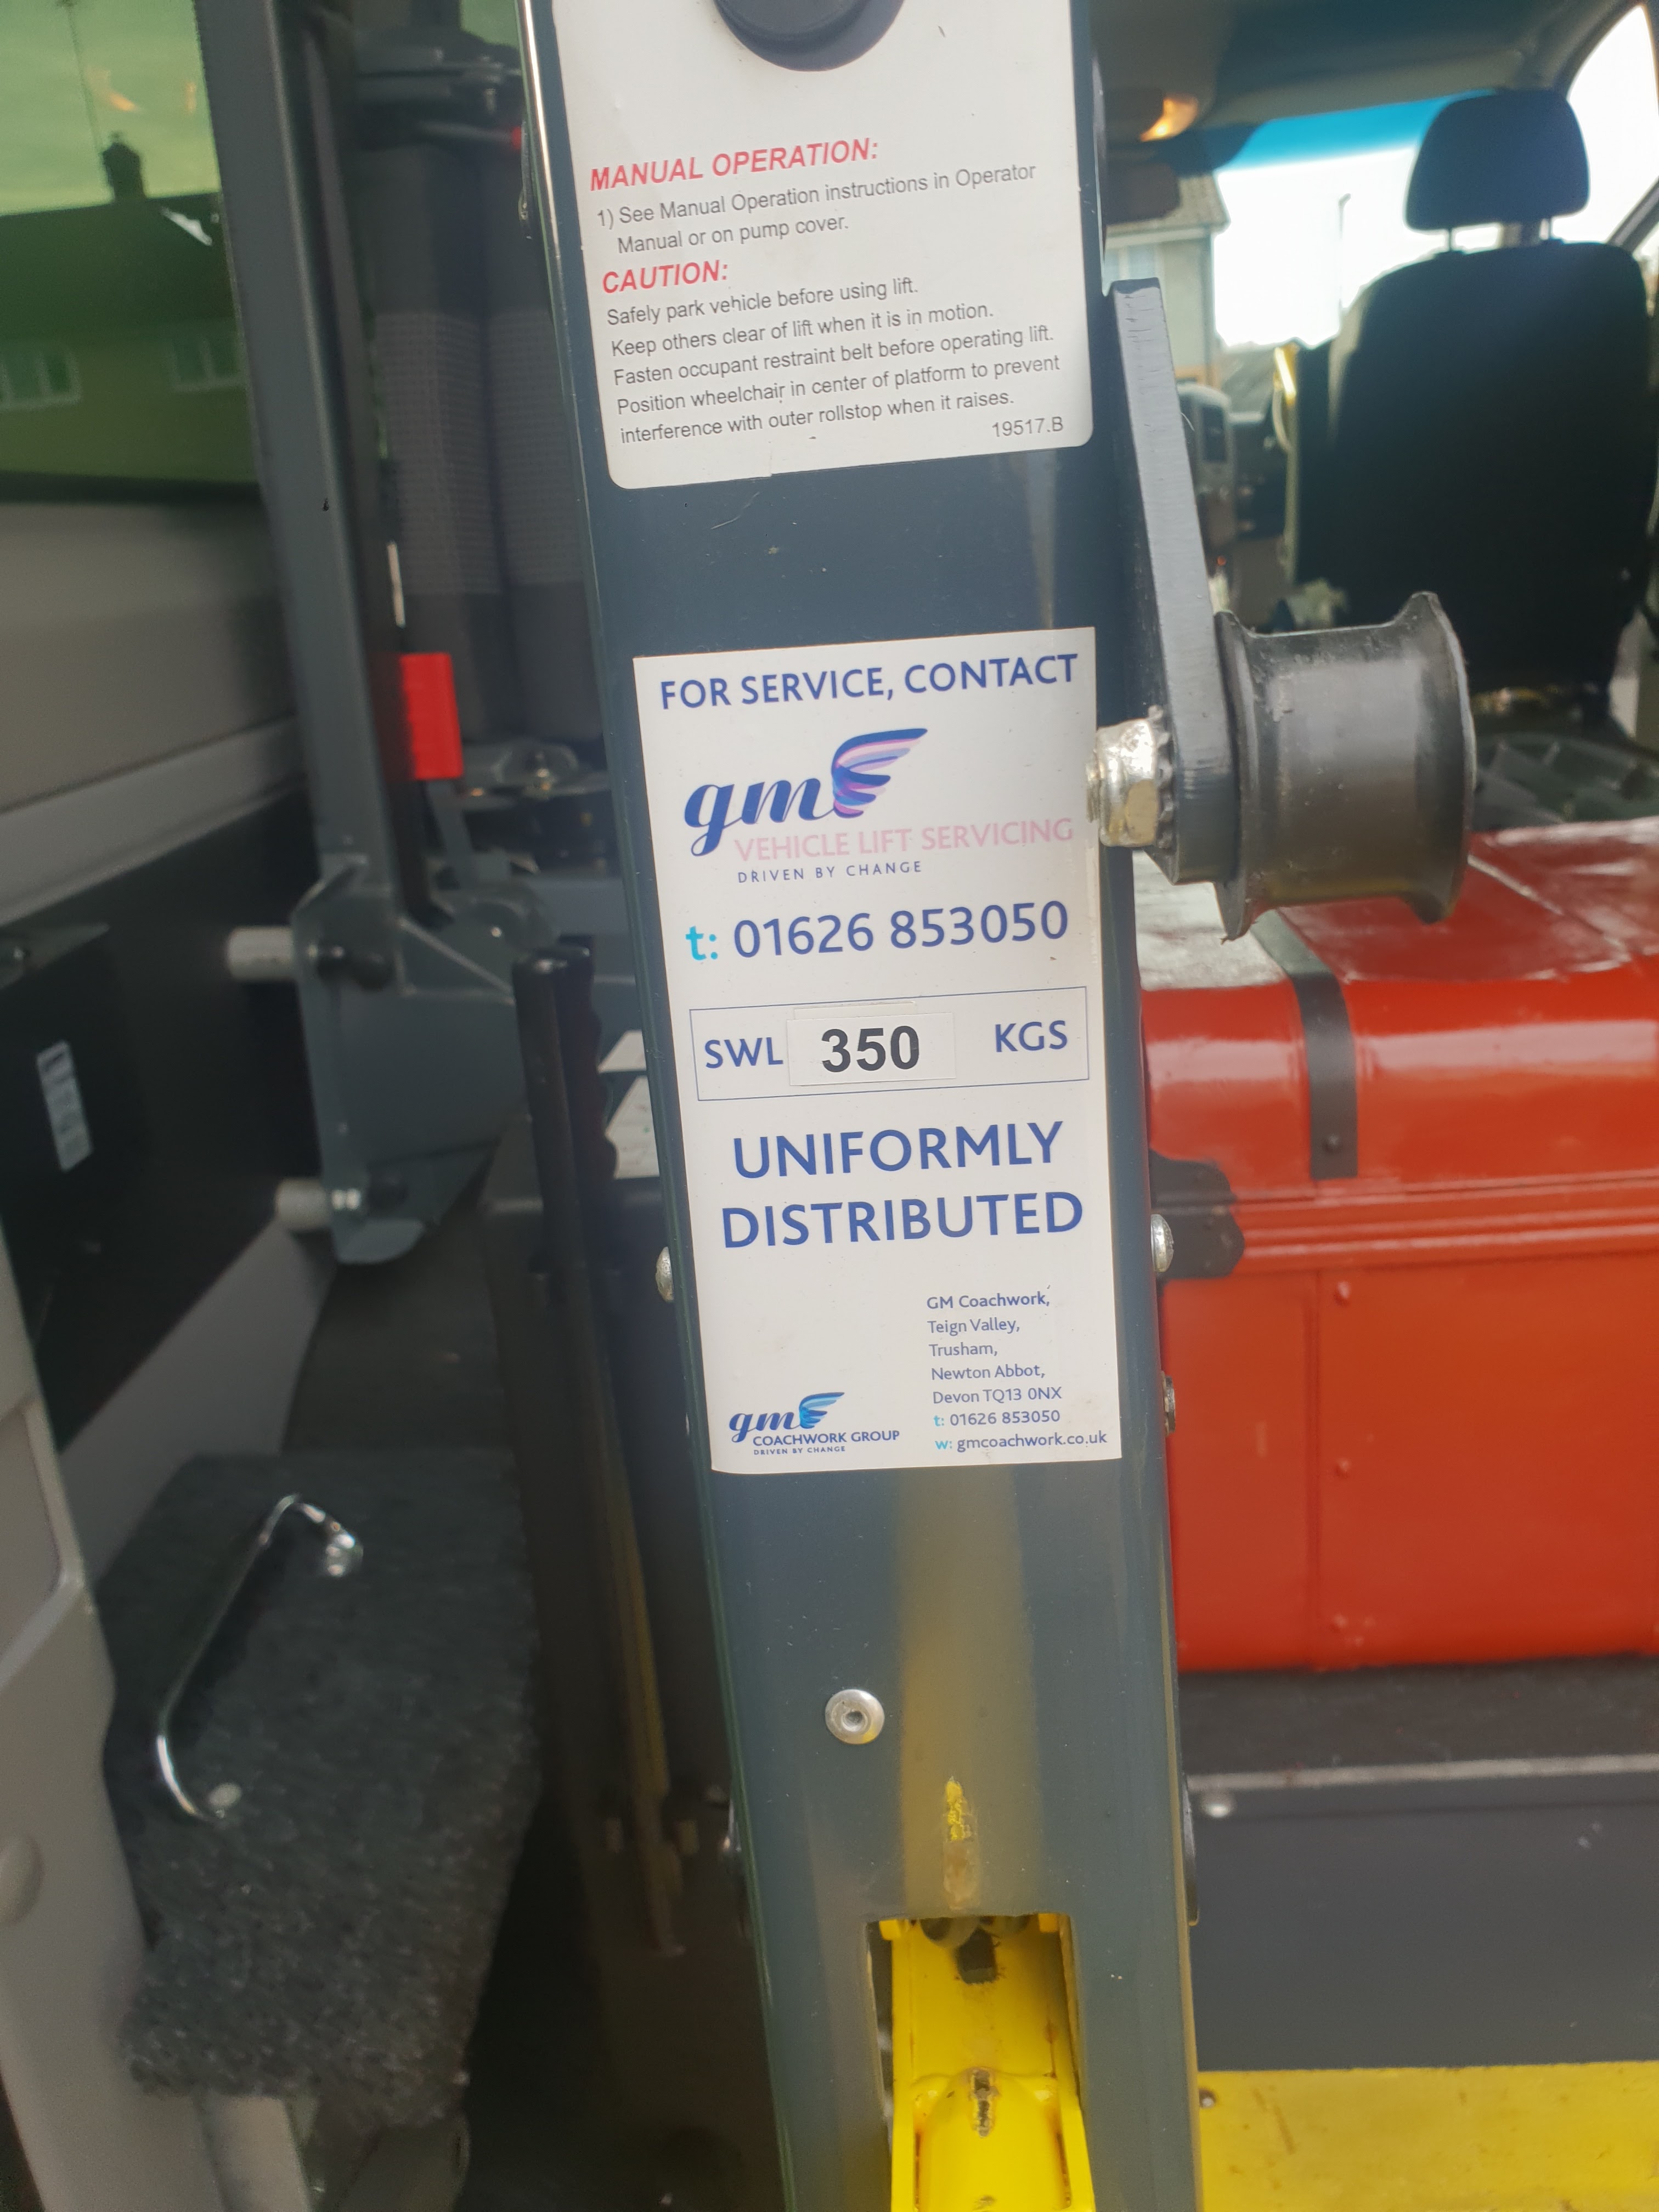 MANUAL OPERATION:
1) See Manual Operation instructions in Operator
Manual or on pump cover.
CAUTION:
Safely park vehicle before using lift.
Keep others clear of lift when it is in motion.
Fasten occupant restraint belt before operating lift.
Position wheelchair in center of platform to prevent
interference with outer rollstop when it raises.
19517.B
FOR SERVICE, CONTACT
gm
VEHICLE LIFT SERVICING
DRIVEN BY CHANGE
t: 01626 853050
SWL 350 KGS
UNIFORMLY
DISTRIBUTED
GM Coachwork,
Teign Valley,
Trusham,
Newton Abbot,
Devon TQ13 0NX
t: 01626 853050
w: gmcoachwork.co.uk
gm
COACHWORK GROUP
DRIVEN BY CHANGE